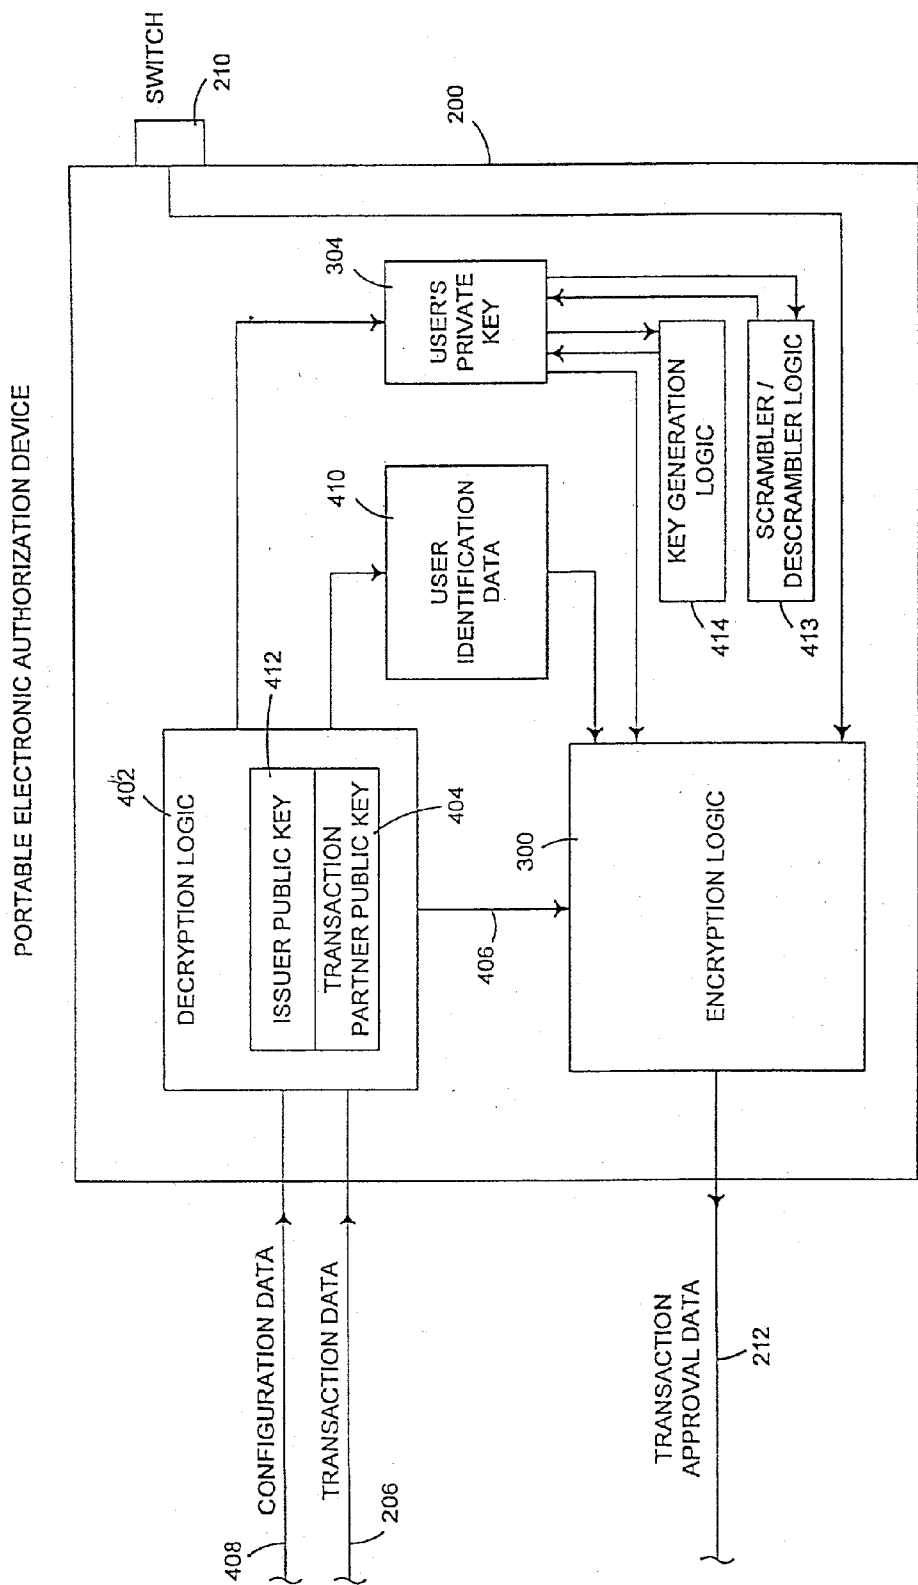 PORTABLE ELECTRONIC AUTHORIZATION DEVICE
SWITCH
210
200
402
DECRYPTION LOGIC
412
ISSUER PUBLIC KEY
TRANSACTION
PARTNER PUBLIC KEY
404
304
USER'S
PRIVATE
KEY
410
USER
IDENTIFICATION
DATA
408
CONFIGURATION DATA
TRANSACTION DATA
206
406
300
ENCRYPTION LOGIC
KEY GENERATION
LOGIC
414
SCRAMBLER /
DESCRAMBLER LOGIC
413
TRANSACTION
APPROVAL DATA
212